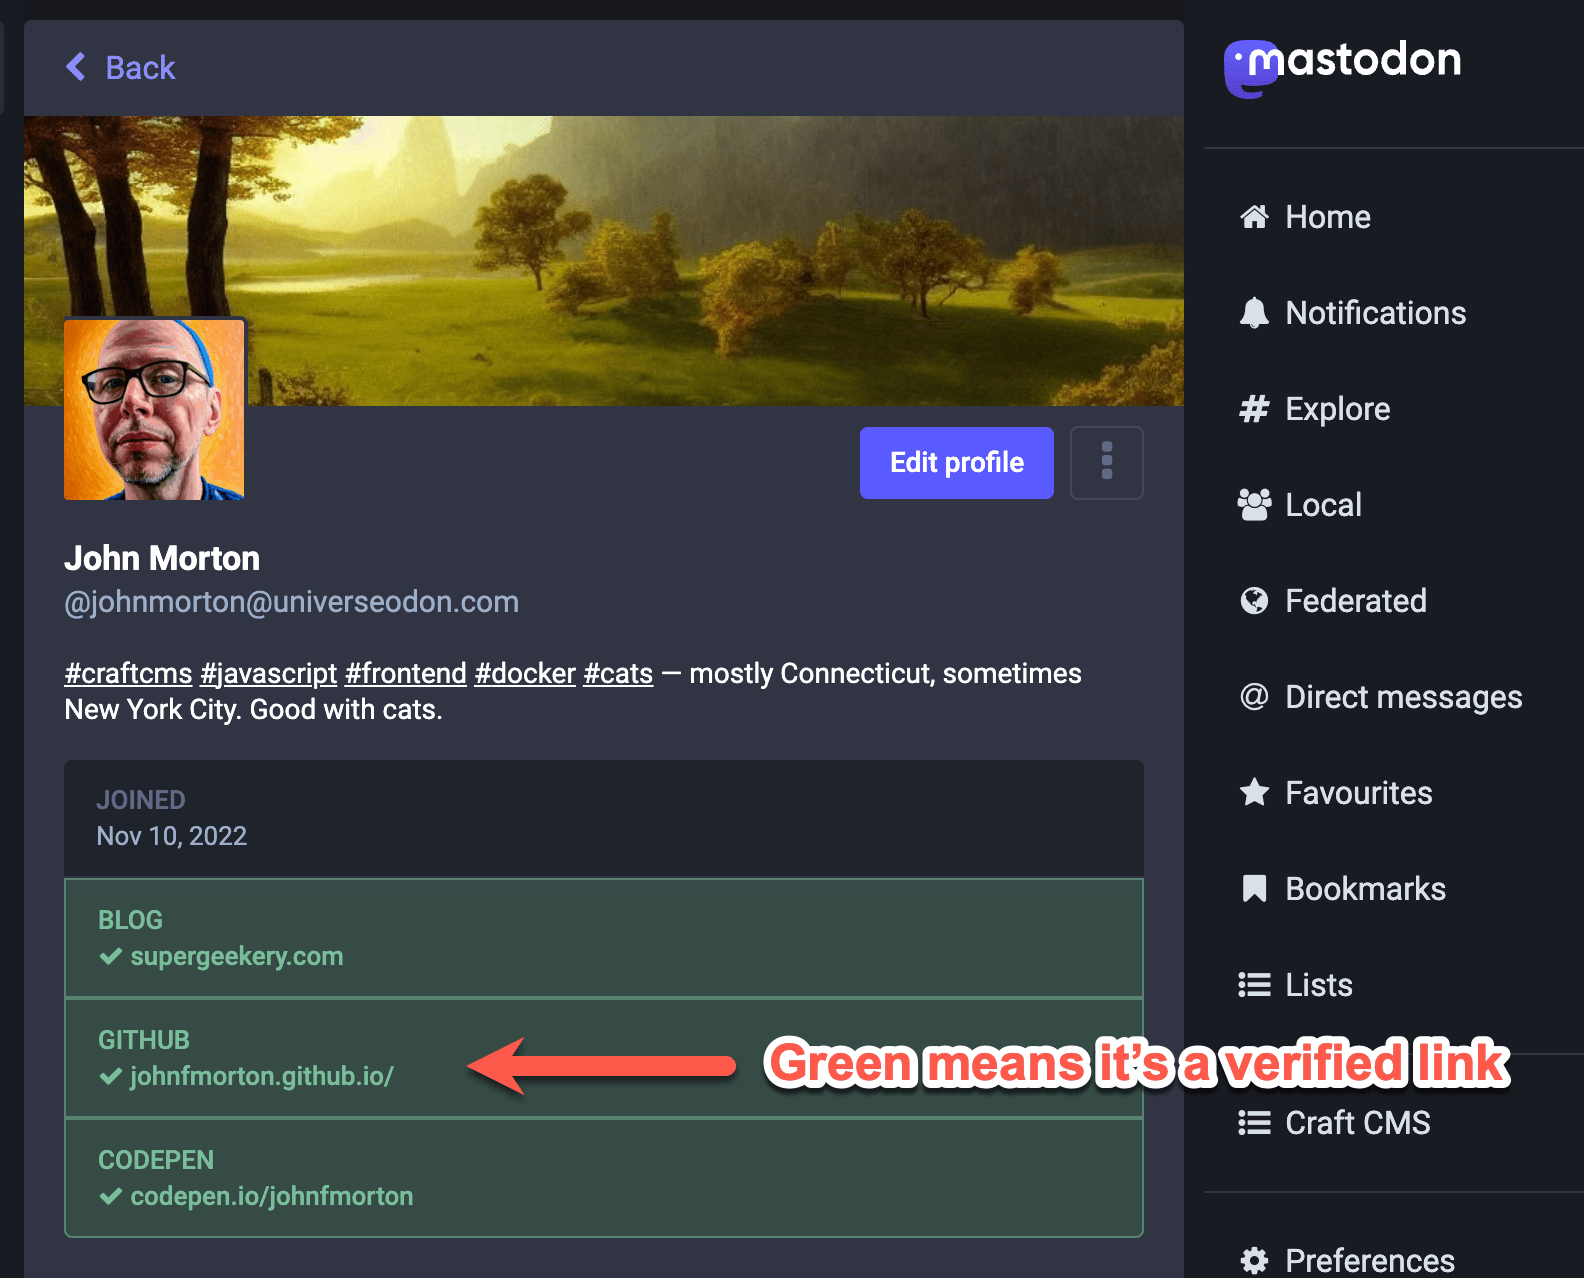 Back
John Morton
@johnmorton@universeodon.com
#craftcms #javascript #frontend #docker #cats — mostly Connecticut, sometimes
New York City. Good with cats.
Edit profile
JOINED
Nov 10, 2022
BLOG
supergeekery.com
GITHUB
johnfmorton.github.io/
CODEPEN
codepen.io/johnfmorton
Green means it’s a verified link
mastodon
Home
Notifications
Explore
Local
Federated
Direct messages
Favourites
Bookmarks
Lists
Craft CMS
Preferences